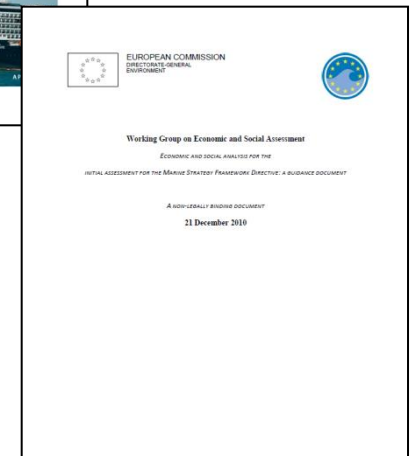 EUROPEAN COMMISSION
DIRECTORATE-GENERAL
ENVIRONMENT
Working Group on Economic and Social Assessment
ECONOMIC AND SOCIAL ANALYSIS FOR THE
INITIAL ASSESSMENT FOR THE MARINE STRATEGY FRAMEWORK DIRECTIVE: A GUIDANCE DOCUMENT
A NON-LEGALLY BINDING DOCUMENT
21 December 2010